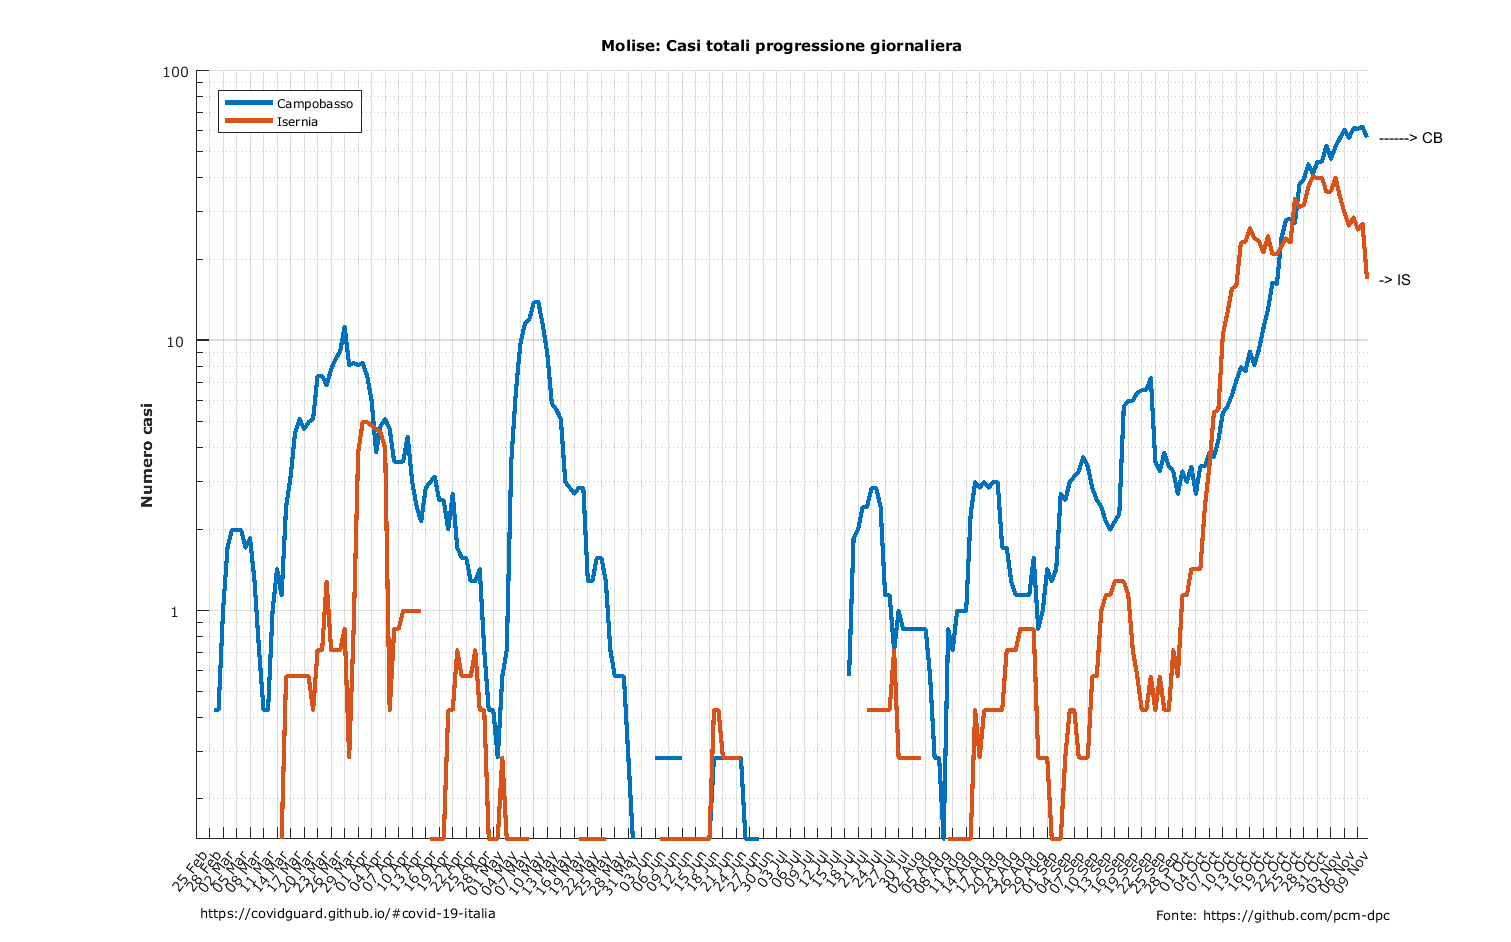 Molise: Casi totali progressione giornaliera
100
10
1
Numero casi
Campobasso
Isernia
------> CB
-> IS
25 Feb
28 Feb
02 Mar
05 Mar
08 Mar
11 Mar
14 Mar
17 Mar
20 Mar
23 Mar
26 Mar
29 Mar
01 Apr
04 Apr
07 Apr
10 Apr
13 Apr
16 Apr
19 Apr
22 Apr
25 Apr
28 Apr
01 May
04 May
07 May
10 May
13 May
16 May
19 May
22 May
25 May
28 May
31 May
03 Jun
06 Jun
09 Jun
12 Jun
15 Jun
18 Jun
21 Jun
24 Jun
27 Jun
30 Jun
03 Jul
06 Jul
09 Jul
12 Jul
15 Jul
18 Jul
21 Jul
24 Jul
27 Jul
30 Jul
02 Aug
05 Aug
08 Aug
11 Aug
14 Aug
17 Aug
20 Aug
23 Aug
26 Aug
29 Aug
01 Sep
04 Sep
07 Sep
10 Sep
13 Sep
16 Sep
19 Sep
22 Sep
25 Sep
28 Sep
01 Oct
04 Oct
07 Oct
10 Oct
13 Oct
16 Oct
19 Oct
22 Oct
25 Oct
28 Oct
31 Oct
03 Nov
06 Nov
09 Nov
https://covidguard.github.io/#covid-19-italia
Fonte: https://github.com/pcm-dpc